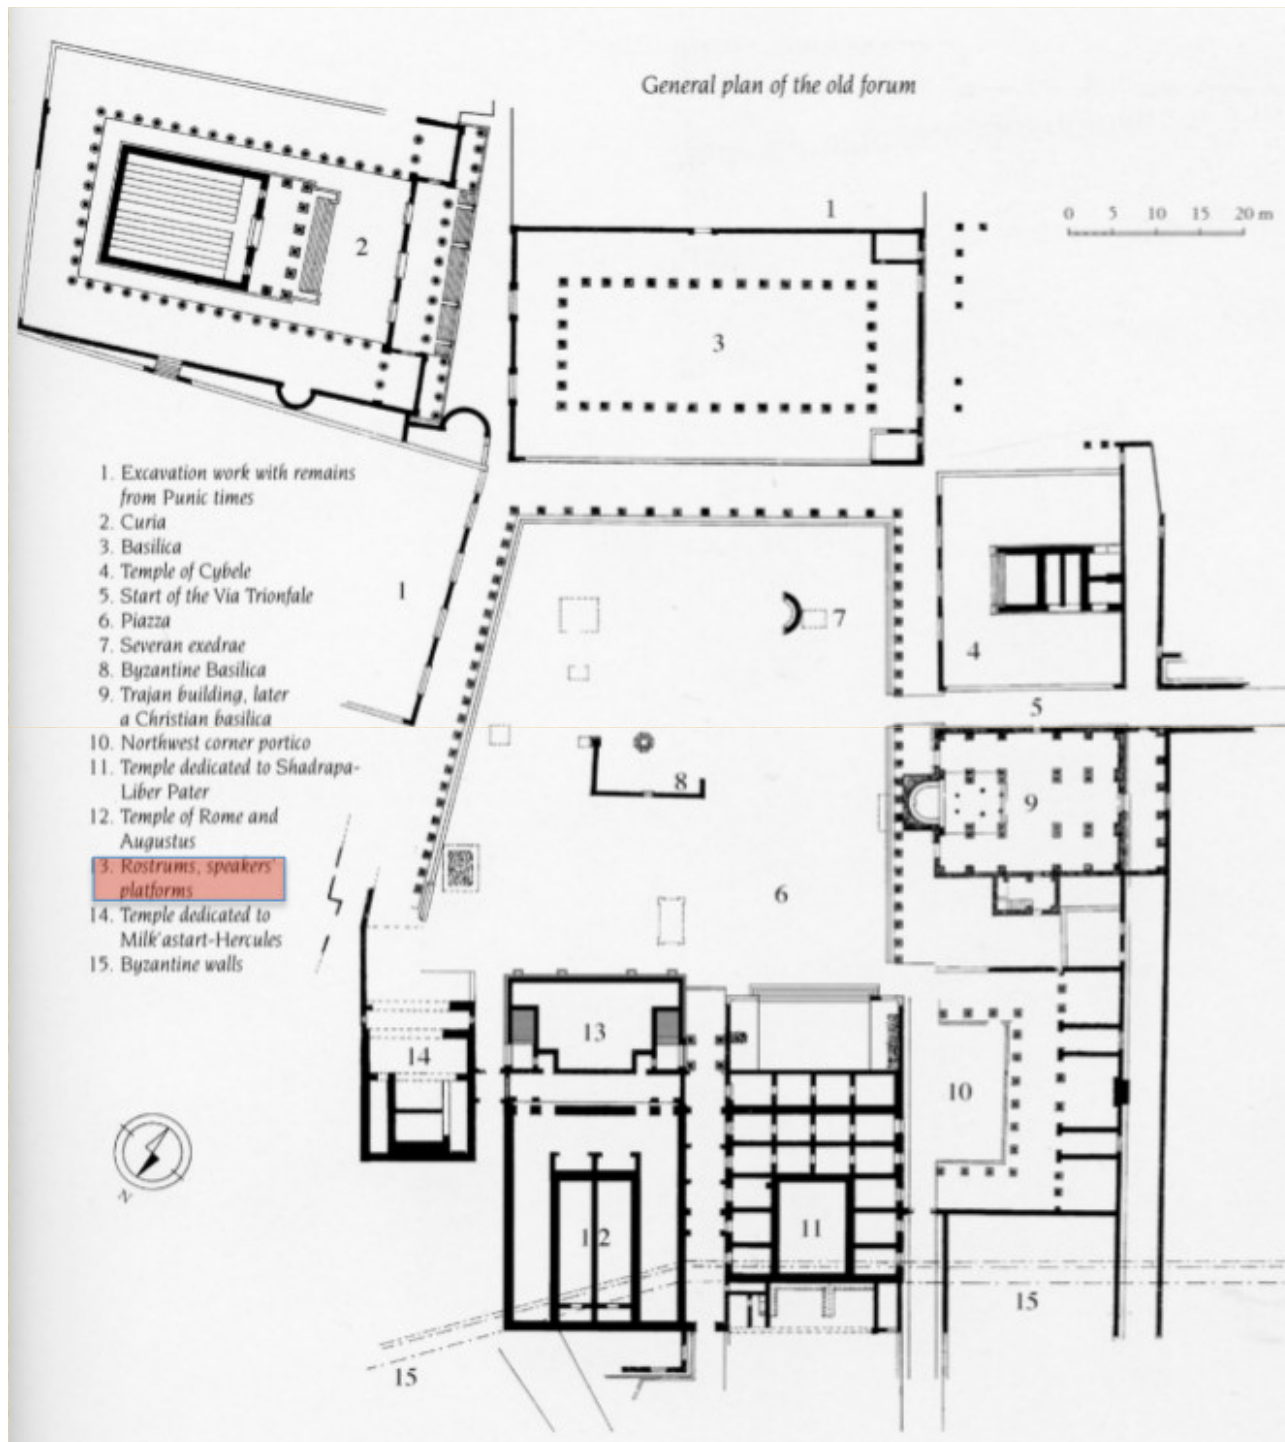 General plan of the old forum
0 5 10 15 20 m
1
2
3
1. Excavation work with remains
from Punic times
2. Curia
3. Basilica
4. Temple of Cybele
5. Start of the Via Trionfale
6. Piazza
7. Severan exedrae
8. Byzantine Basilica
9. Trajan building, later
a Christian basilica
10. Northwest corner portico
11. Temple dedicated to Shadrapa-
Liber Pater
12. Temple of Rome and
Augustus
13. Rostrums, speakers'
platforms
14. Temple dedicated to
Milk'astart-Hercules
15. Byzantine walls
1
7
4
5
8
9
6
13
14
10
N
12
11
15
15